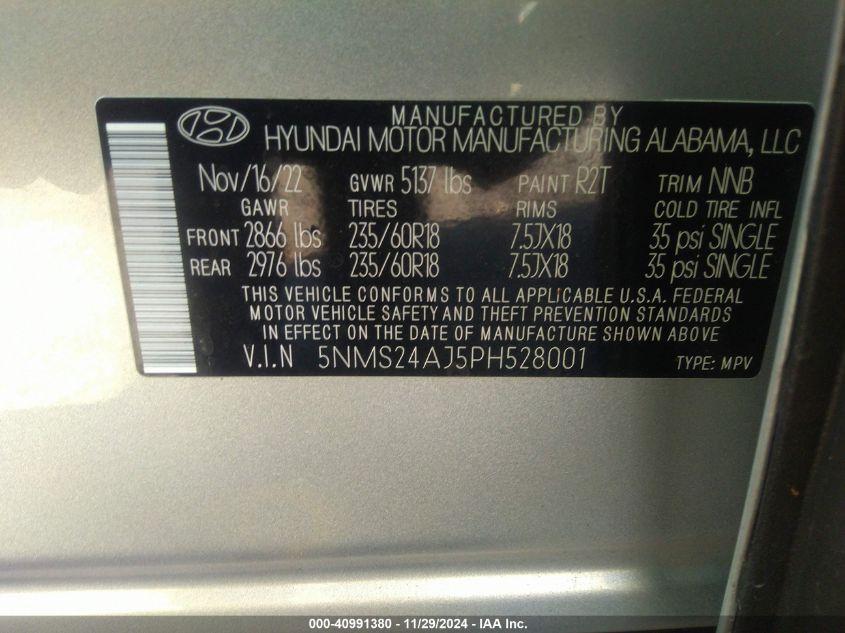 MANUFACTURED BY
HYUNDAI MOTOR MANUFACTURING ALABAMA, LLC
Nov/16/22 GVWR 5137 lbs PAINT R2T TRIM NNB
GAWR TIRES RIMS COLD TIRE INFL
FRONT 2866 lbs 235/60R18 7.5JX18 35 psi SINGLE
REAR 2976 lbs 235/60R18 7.5JX18 35 psi SINGLE
THIS VEHICLE CONFORMS TO ALL APPLICABLE U.S.A. FEDERAL
MOTOR VEHICLE SAFETY AND THEFT PREVENTION STANDARDS
IN EFFECT ON THE DATE OF MANUFACTURE SHOWN ABOVE
V.I.N 5NMS24AJ5PH528001 TYPE: MPV
000-40991380 - 11/29/2024 - IAA Inc.